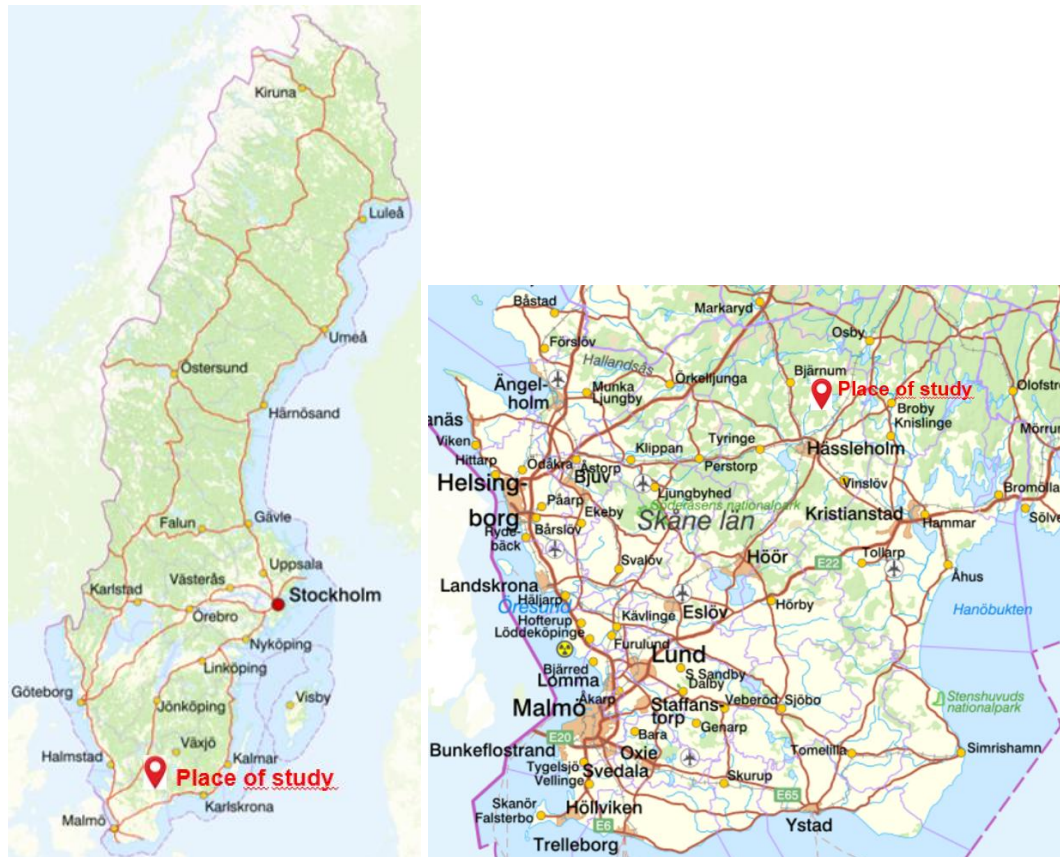 Kiruna
Luleå
Umeå
Östersund
Härnösand
Falun
Gävle
Uppsala
Västerås
Karlstad
Stockholm
Örebro
Nyköping
Linköping
Göteborg
Visby
Jönköping
Växjö
Halmstad
Kalmar
Place of study
Karlskrona
Malmö
Båstad
Markaryd
Osby
Förslöv
Hallandsås
Bjärnum
Örkelljunga
Ängel-
holm
Munka
Ljungby
Place of study
Olofstr
Broby
Knislinge
anäs
Viken
Mörru
Tyringe
Hässleholm
Klippan
Perstorp
Hittarp
Ödåkra
Åstorp
Bjuv
Helsing-
borg
Ljungbyhed
Söderåsens nationalpark
Vinslöv
Bromölla
Påarp
Ekeby
Skåne län
Kristianstad
Hammar
Sölve
Bårslöv
Ryde-
bäck
Svalöv
Höör
E22
Tollarp
Åhus
Landskrona
Häljarp
Öresund
Hofterup
Löddeköpinge
Kävlinge
Eslöv
Hörby
Hanöbukten
Furulund
Bjärred
Lund
Lomma
S Sandby
Dalby
Åkarp
Malmö
Staffans-
torp
Veberöd
Sjöbo
Stenshuvuds
nationalpark
Genarp
E20
Bara
Bunkeflostrand
Oxie
Tomelilla
Simrishamn
Tygelsjö
Svedala
Vellinge
Skurup
Skanör
Falsterbo
Höllviken
E65
E6
Ystad
Trelleborg